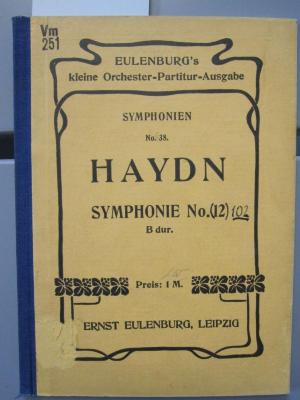 Vm
251
EULENBURG's
kleine Orchester-Partitur-Ausgabe
SYMPHONIEN
No. 38.
HAYDN
SYMPHONIE No.(12) 102
B dur.
Preis: 1 M.
ERNST EULENBURG, LEIPZIG